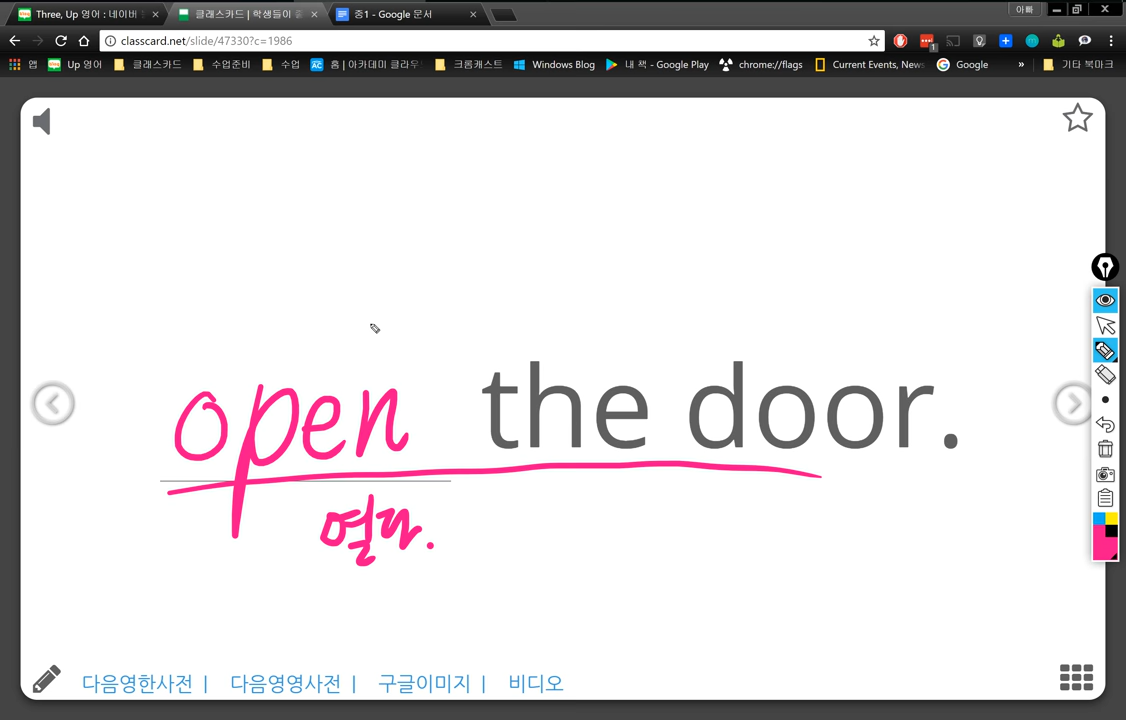 Three, Up 영어 : 네이버
클래스카드 | 학생들이
중1 - Google 문서
아빠
classcard.net/slide/47330?c=1986
1
앱
Up 영어
클래스카드
수업준비
수업
홈 | 아카데미 클라우
크롬캐스트
Windows Blog
내 책 - Google Play
chrome://flags
Current Events, News
Google
»
기타 북마크
open the door.
열다.
다음영한사전 | 다음영영사전 | 구글이미지 | 비디오